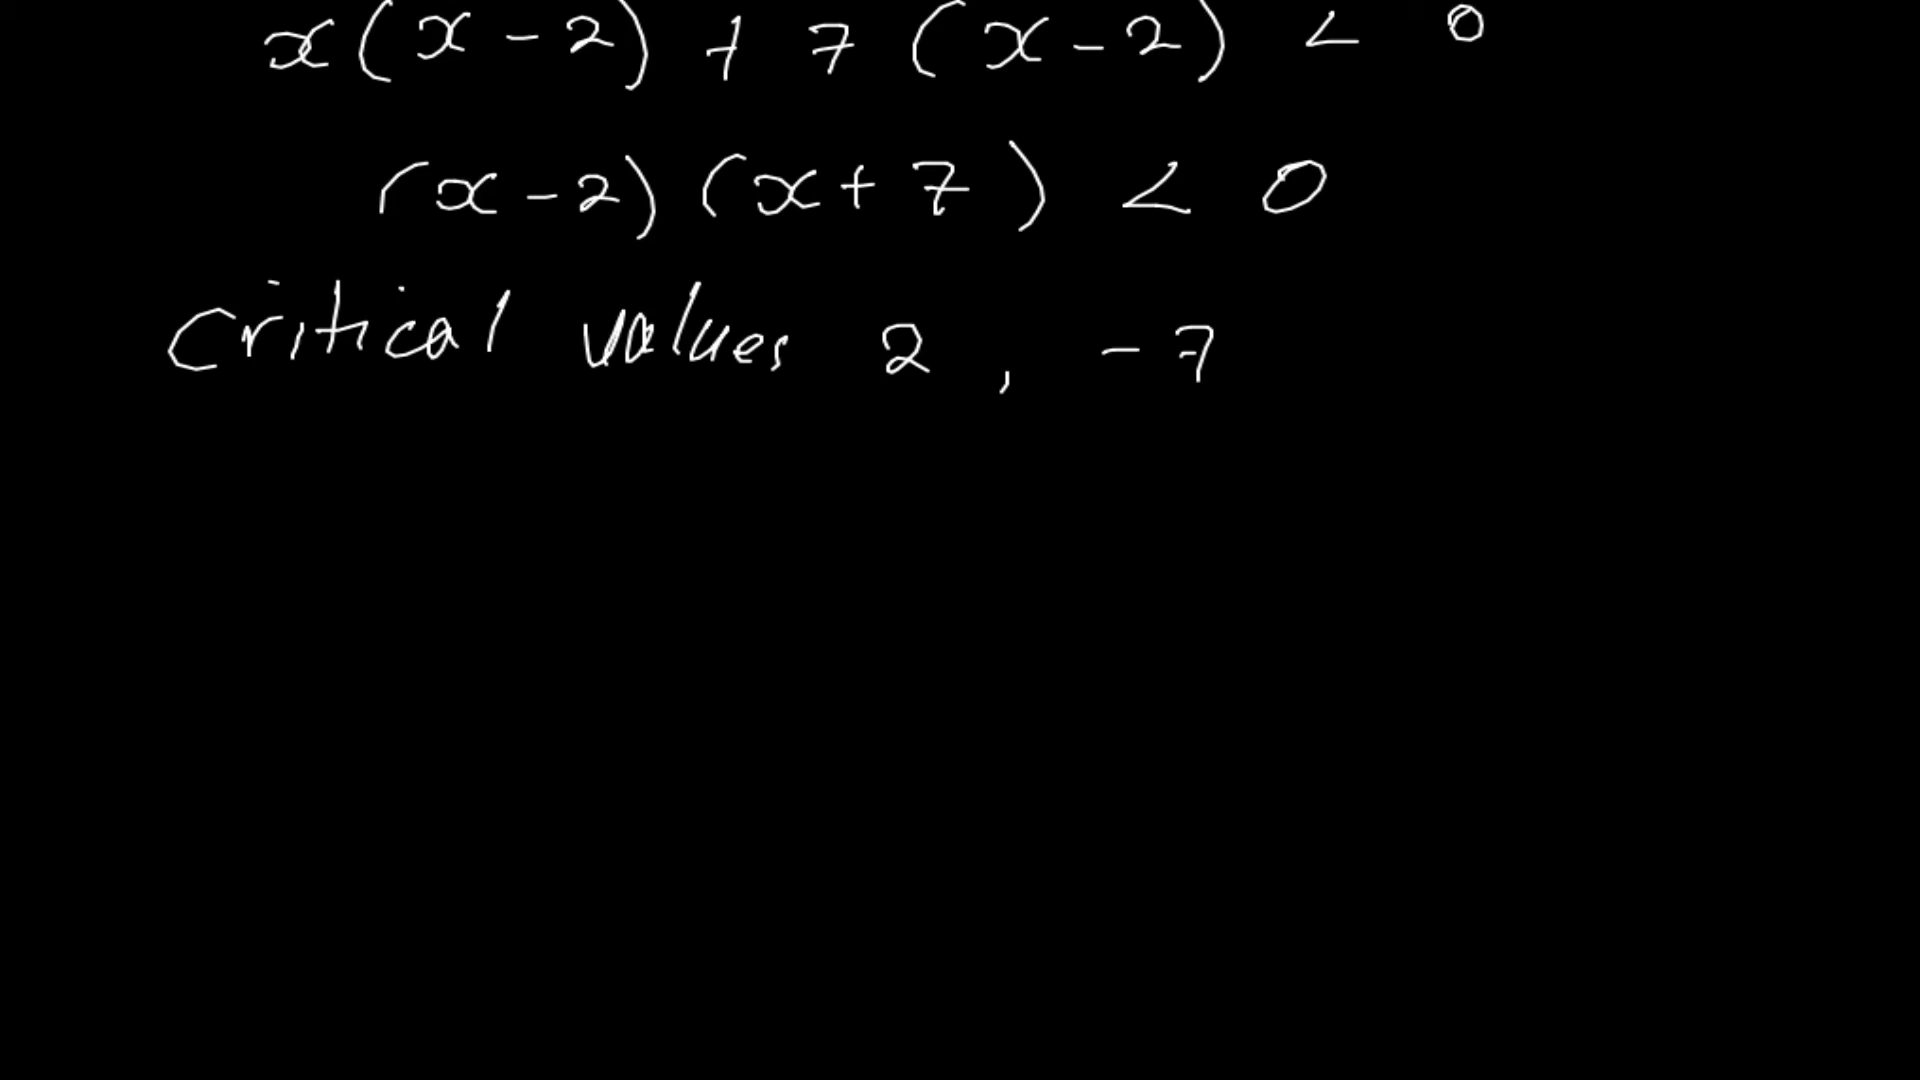 x(x-2) + 7(x-2) < 0
(x-2)(x+7) < 0
Critical values 2, -7